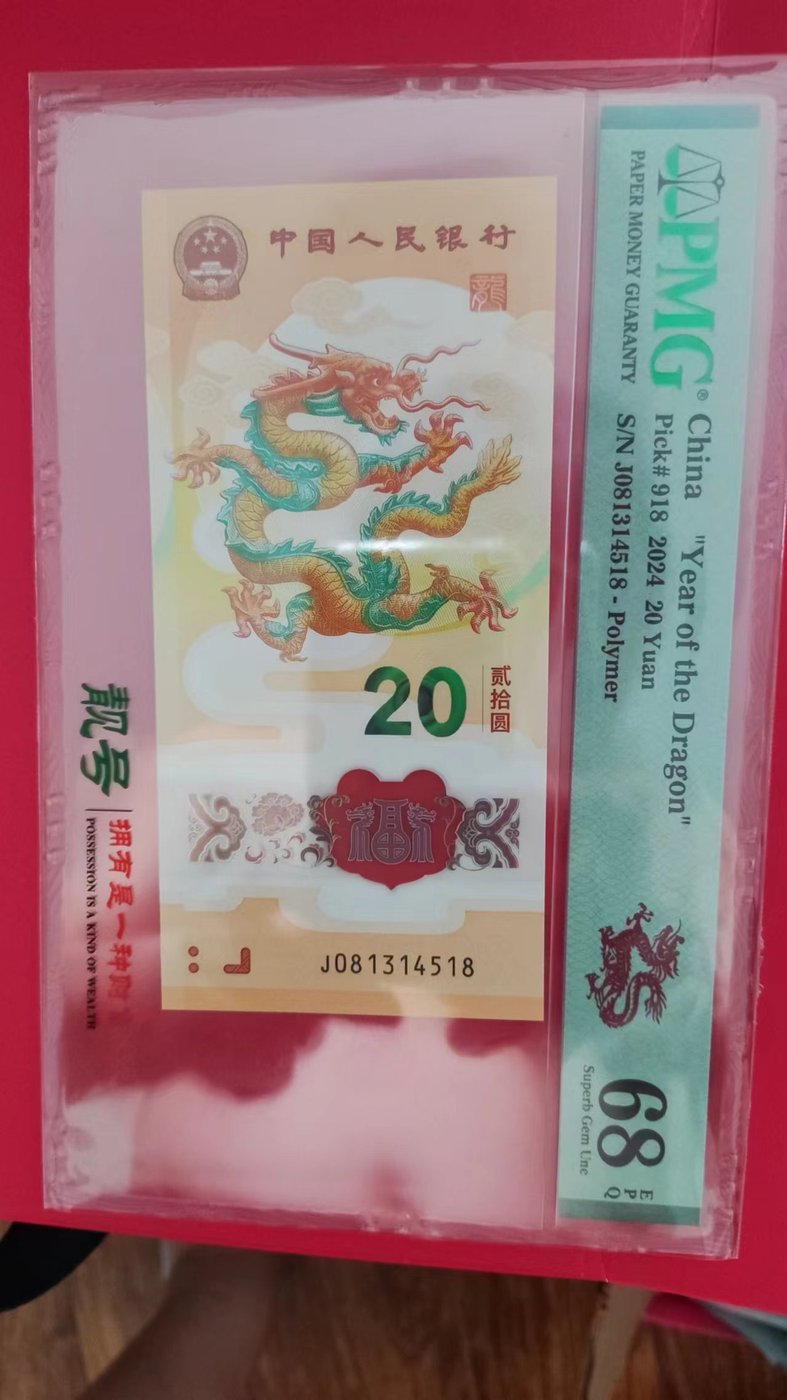 PMG®
PAPER MONEY GUARANTY
China "Year of the Dragon"
Pick# 918 2024 20 Yuan
S/N J081314518 - Polymer
68
EPQ
Superb Gem Unc
中国人民银行
龍
20
贰拾圆
福
J081314518
靓号
拥有是一种财
POSSESSION IS A KIND OF WEALTH